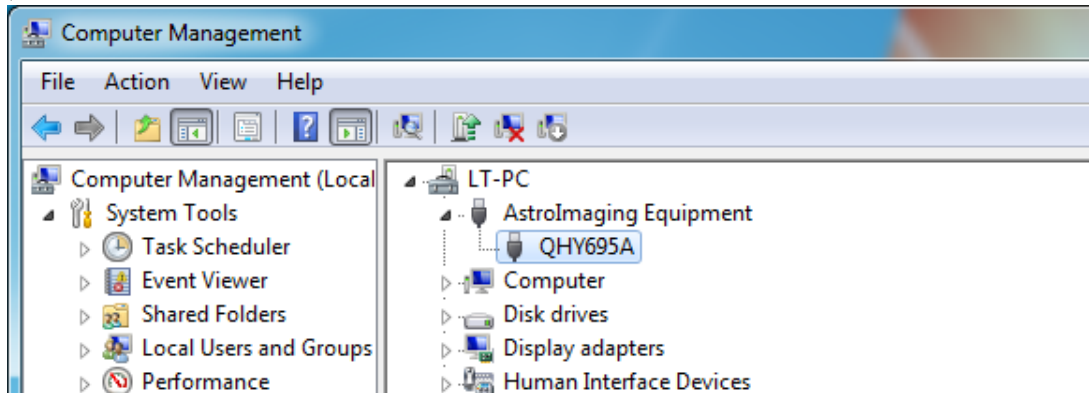 Computer Management
File Action View Help
Computer Management (Local
System Tools
Task Scheduler
Event Viewer
Shared Folders
Local Users and Groups
Performance
LT-PC
AstroImaging Equipment
QHY695A
Computer
Disk drives
Display adapters
Human Interface Devices